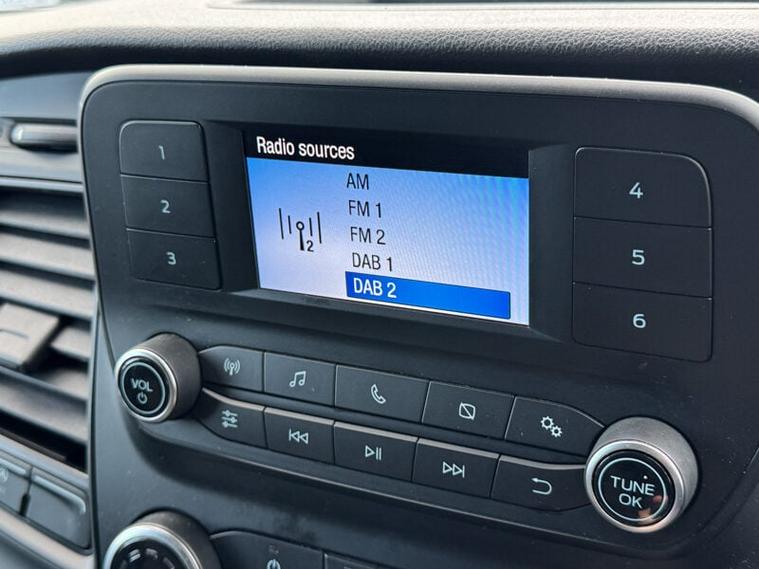 Radio sources
AM
FM 1
FM 2
DAB 1
DAB 2
2
1
2
3
4
5
6
VOL
TUNE
OK